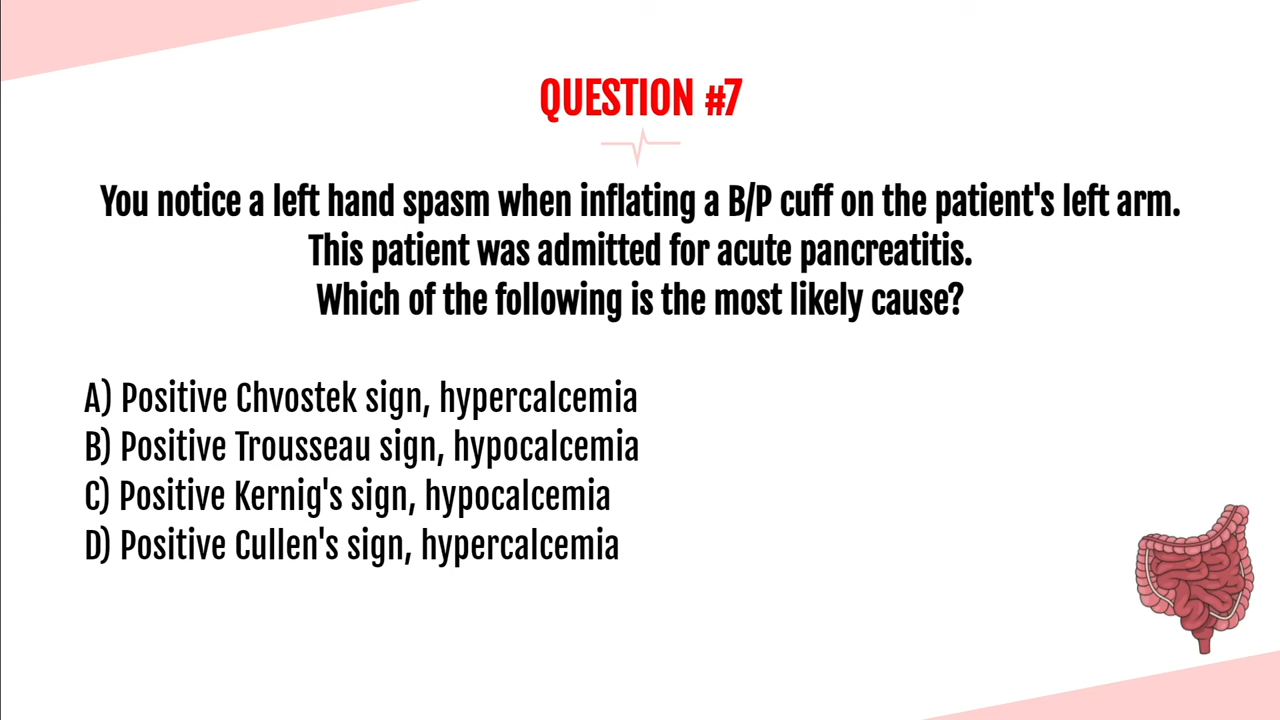 QUESTION #7
You notice a left hand spasm when inflating a B/P cuff on the patient's left arm.
This patient was admitted for acute pancreatitis.
Which of the following is the most likely cause?
A) Positive Chvostek sign, hypercalcemia
B) Positive Trousseau sign, hypocalcemia
C) Positive Kernig's sign, hypocalcemia
D) Positive Cullen's sign, hypercalcemia